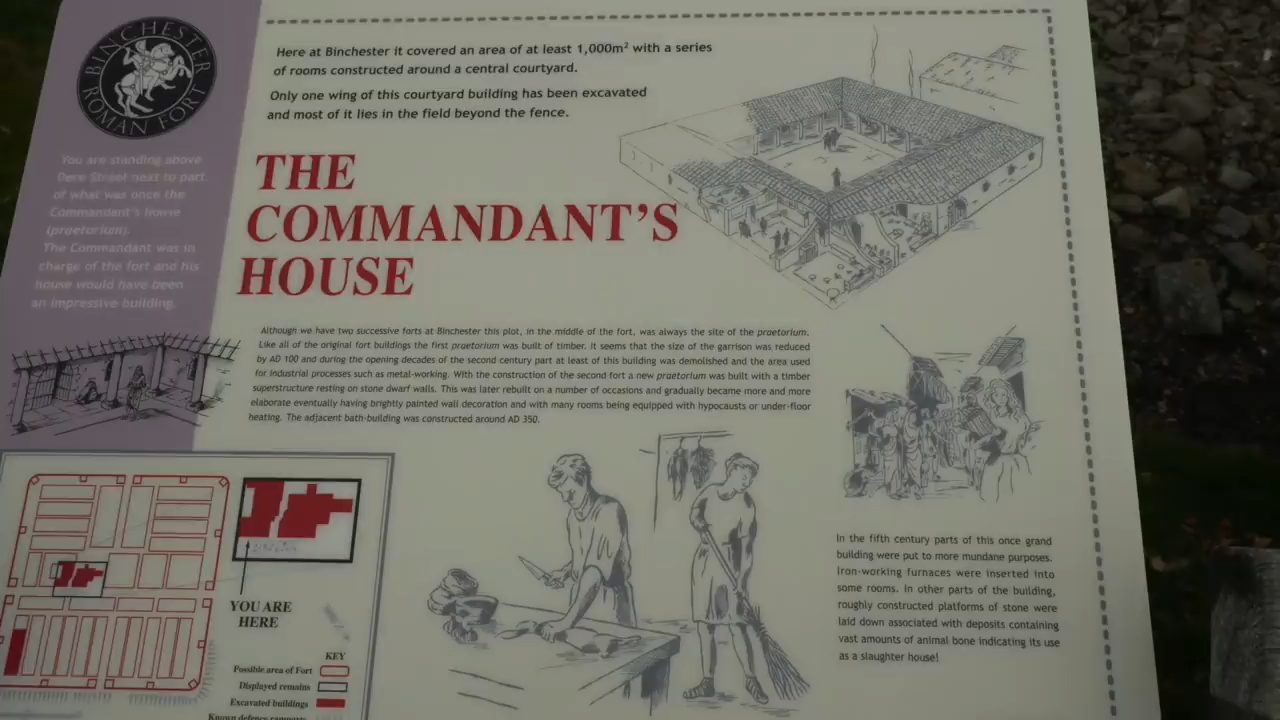 BINCHESTER
ROMAN FORT
You are standing above
Dere Street next to part
of what was once the
Commandant's House
(praetorium).
The Commandant was in
charge of the fort and his
house would have been
an impressive building.
Here at Binchester it covered an area of at least 1,000m² with a series
of rooms constructed around a central courtyard.
Only one wing of this courtyard building has been excavated
and most of it lies in the field beyond the fence.
THE
COMMANDANT'S
HOUSE
Although we have two successive forts at Binchester this plot, in the middle of the fort, was always the site of the praetorium.
Like all of the original fort buildings the first praetorium was built of timber. It seems that the size of the garrison was reduced
by AD 100 and during the opening decades of the second century part at least of this building was demolished and the area used
for industrial processes such as metal-working. With the construction of the second fort a new praetorium was built with a timber
superstructure resting on stone dwarf walls. This was later rebuilt on a number of occasions and gradually became more and more
elaborate eventually having brightly painted wall decoration and with many rooms being equipped with hypocausts or under-floor
heating. The adjacent bath-building was constructed around AD 350.
In the fifth century parts of this once grand
building were put to more mundane purposes.
Iron-working furnaces were inserted into
some rooms. In other parts of the building,
roughly constructed platforms of stone were
laid down associated with deposits containing
vast amounts of animal bone indicating its use
as a slaughter house!
YOU ARE
HERE
KEY
Possible area of Fort
Displayed remains
Excavated buildings
Known defence ramparts